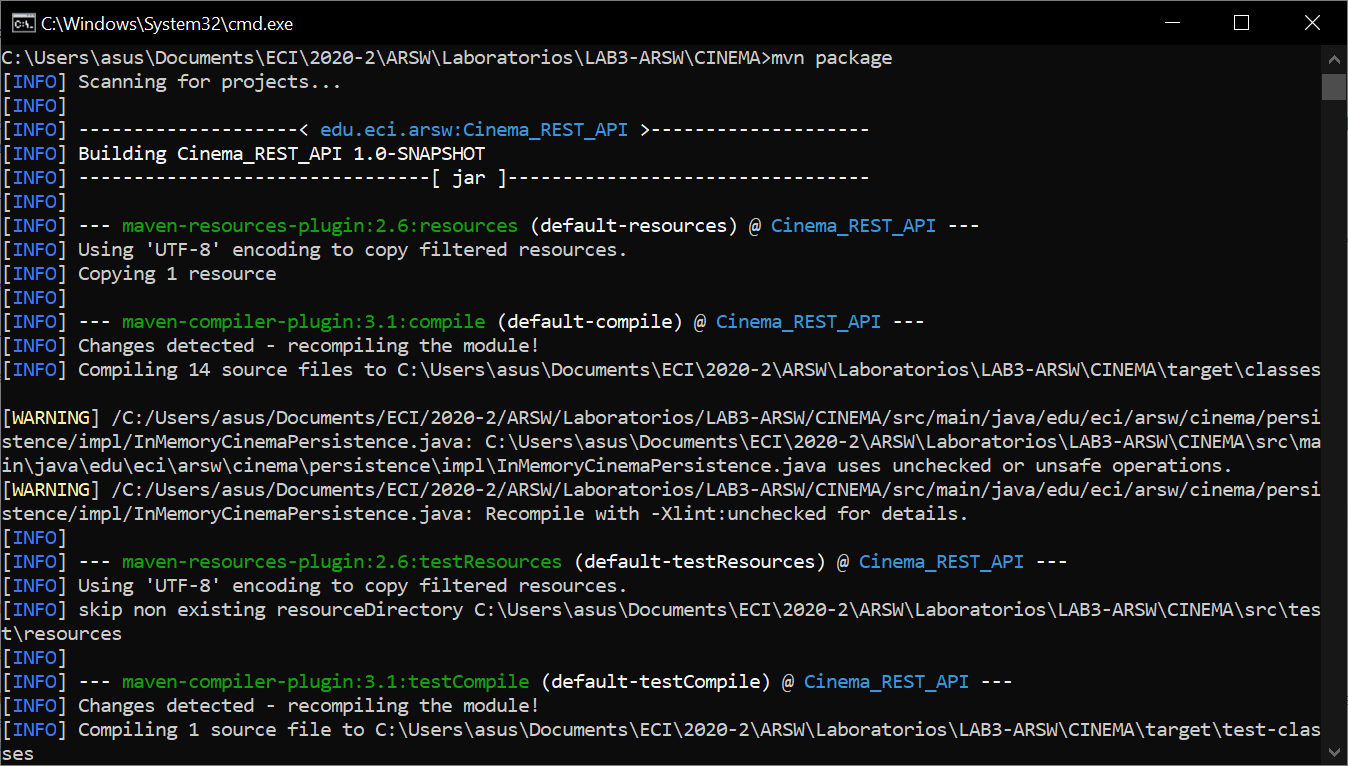 C:\Windows\System32\cmd.exe
C:\Users\asus\Documents\ECI\2020-2\ARSW\Laboratorios\LAB3-ARSW\CINEMA>mvn package
[INFO] Scanning for projects...
[INFO]
[INFO] --------------------< edu.eci.arsw:Cinema_REST_API >--------------------
[INFO] Building Cinema_REST_API 1.0-SNAPSHOT
[INFO] --------------------------------[ jar ]---------------------------------
[INFO]
[INFO] --- maven-resources-plugin:2.6:resources (default-resources) @ Cinema_REST_API ---
[INFO] Using 'UTF-8' encoding to copy filtered resources.
[INFO] Copying 1 resource
[INFO]
[INFO] --- maven-compiler-plugin:3.1:compile (default-compile) @ Cinema_REST_API ---
[INFO] Changes detected - recompiling the module!
[INFO] Compiling 14 source files to C:\Users\asus\Documents\ECI\2020-2\ARSW\Laboratorios\LAB3-ARSW\CINEMA\target\classes
[WARNING] /C:/Users/asus/Documents/ECI/2020-2/ARSW/Laboratorios/LAB3-ARSW/CINEMA/src/main/java/edu/eci/arsw/cinema/persi
stence/impl/InMemoryCinemaPersistence.java: C:\Users\asus\Documents\ECI\2020-2\ARSW\Laboratorios\LAB3-ARSW\CINEMA\src\ma
in\java\edu\eci\arsw\cinema\persistence\impl\InMemoryCinemaPersistence.java uses unchecked or unsafe operations.
[WARNING] /C:/Users/asus/Documents/ECI/2020-2/ARSW/Laboratorios/LAB3-ARSW/CINEMA/src/main/java/edu/eci/arsw/cinema/persi
stence/impl/InMemoryCinemaPersistence.java: Recompile with -Xlint:unchecked for details.
[INFO]
[INFO] --- maven-resources-plugin:2.6:testResources (default-testResources) @ Cinema_REST_API ---
[INFO] Using 'UTF-8' encoding to copy filtered resources.
[INFO] skip non existing resourceDirectory C:\Users\asus\Documents\ECI\2020-2\ARSW\Laboratorios\LAB3-ARSW\CINEMA\src\tes
t\resources
[INFO]
[INFO] --- maven-compiler-plugin:3.1:testCompile (default-testCompile) @ Cinema_REST_API ---
[INFO] Changes detected - recompiling the module!
[INFO] Compiling 1 source file to C:\Users\asus\Documents\ECI\2020-2\ARSW\Laboratorios\LAB3-ARSW\CINEMA\target\test-clas
ses